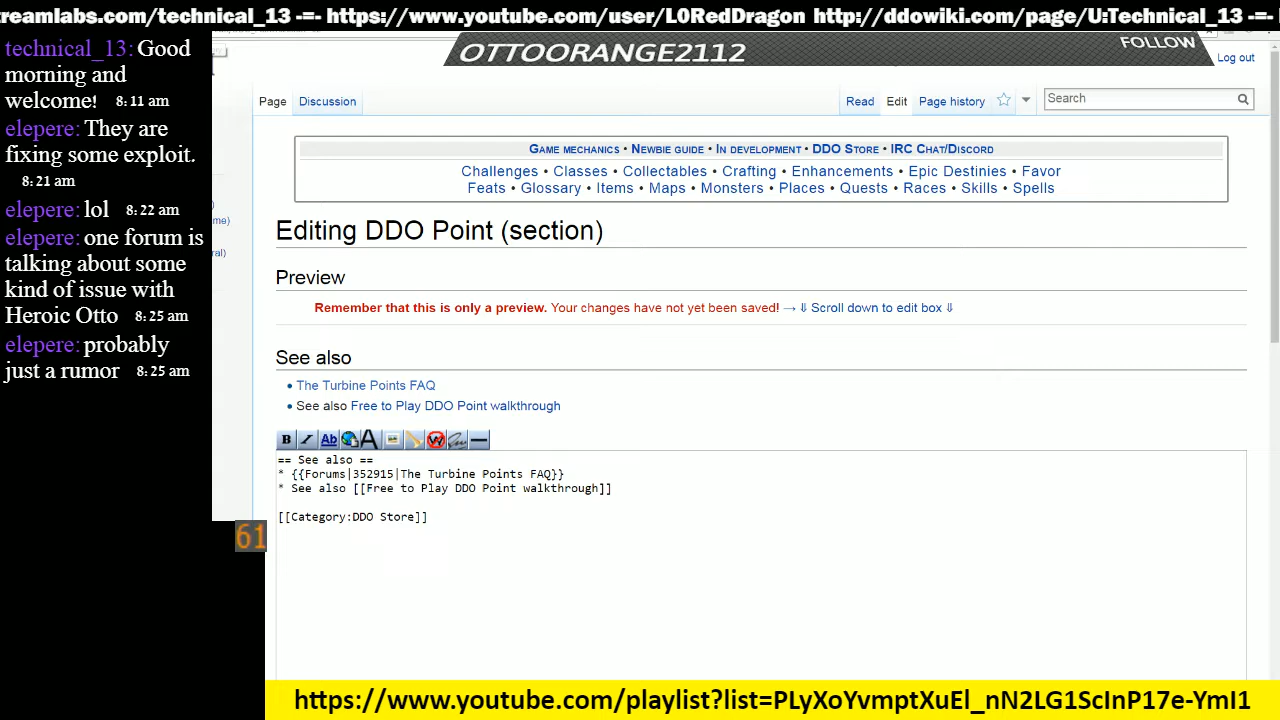 treamlabs.com/technical_13 -=- https://www.youtube.com/user/L0RedDragon http://ddowiki.com/page/U:Technical_13 -=- 
technical_13: Good
morning and
welcome! 8:11 am
elepere: They are
fixing some exploit.
8:21 am
elepere: lol 8:22 am
elepere: one forum is
talking about some
kind of issue with
Heroic Otto 8:25 am
elepere: probably
just a rumor 8:25 am
OTTOORANGE2112
FOLLOW
Log out
Page Discussion Read Edit Page history Search
GAME MECHANICS • NEWBIE GUIDE • IN DEVELOPMENT • DDO STORE • IRC CHAT/DISCORD
Challenges • Classes • Collectables • Crafting • Enhancements • Epic Destinies • Favor
Feats • Glossary • Items • Maps • Monsters • Places • Quests • Races • Skills • Spells
me)
ral)
Editing DDO Point (section)
Preview
Remember that this is only a preview. Your changes have not yet been saved! → ⇓ Scroll down to edit box ⇓
See also
• The Turbine Points FAQ
• See also Free to Play DDO Point walkthrough
B I Ab A W
== See also ==
* {{Forums|352915|The Turbine Points FAQ}}
* See also [[Free to Play DDO Point walkthrough]]
[[Category:DDO Store]]
61
https://www.youtube.com/playlist?list=PLyXoYvmptXuEl_nN2LG1ScInP17e-YmI1